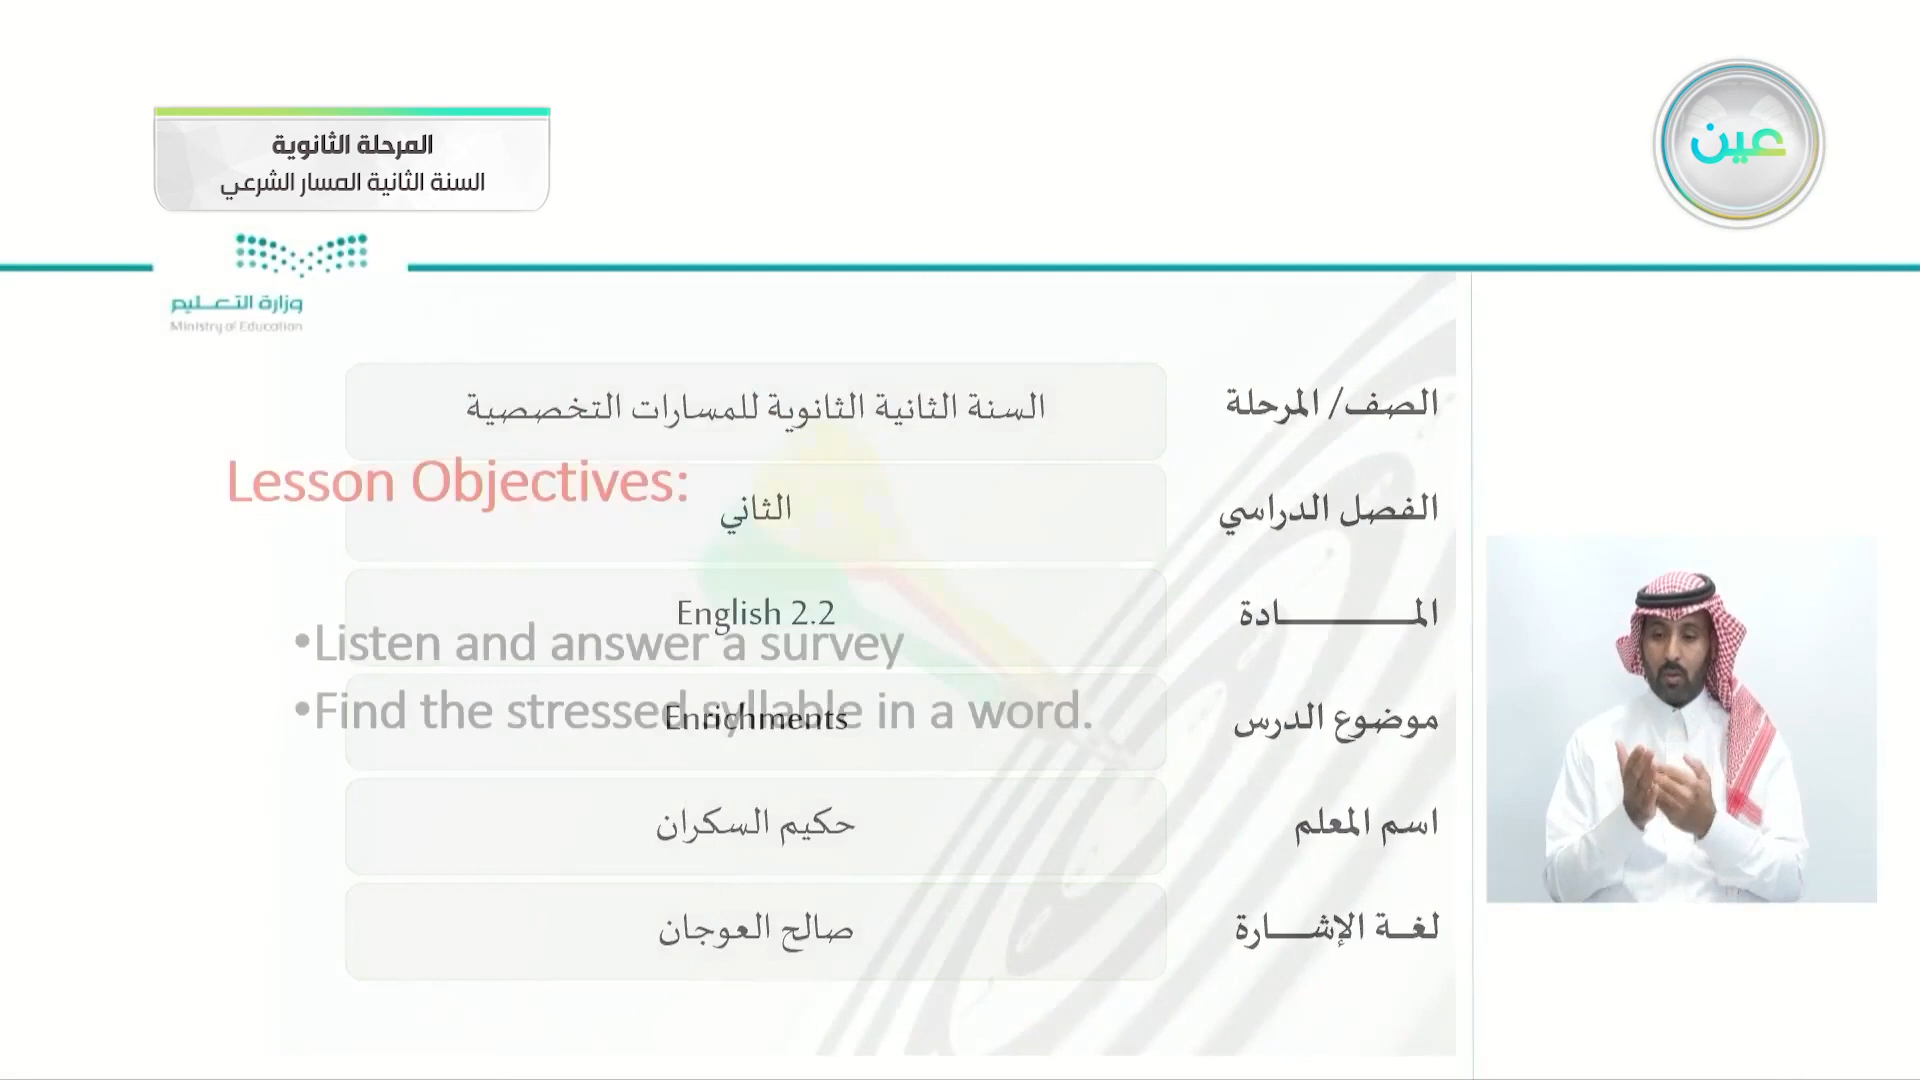 المرحلة الثانوية
السنة الثانية المسار الشرعي
عين
وزارة التعليم
Ministry of Education
الصف/ المرحلة
السنة الثانية الثانوية للمسارات التخصصية
Lesson Objectives:
الفصل الدراسي
الثاني
المـــــــــــــادة
English 2.2
•Listen and answer a survey
موضوع الدرس
Enrichments
•Find the stressed syllable in a word.
اسم المعلم
حكيم السكران
لغــة الإشــــارة
صالح العوجان